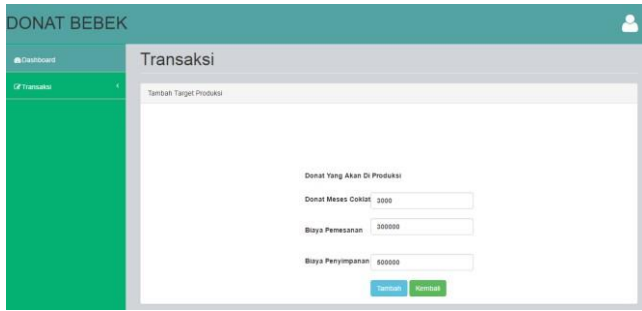 DONAT BEBEK
Dashboard
Transaksi
Transaksi
Tambah Target Produksi
Donat Yang Akan Di Produksi
Donat Meses Coklat 3000
Biaya Pemesanan 300000
Biaya Penyimpanan 600000
Tambah Kembali